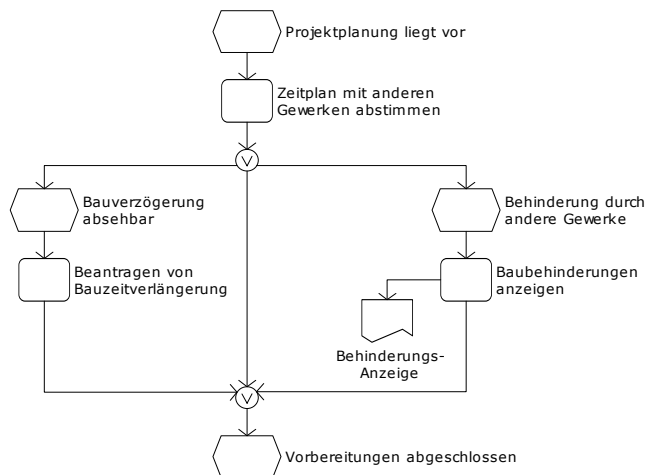 Projektplanung liegt vor
Zeitplan mit anderen
Gewerken abstimmen
V
Bauverzögerung
absehbar
Behinderung durch
andere Gewerke
Beantragen von
Bauzeitverlängerung
Baubehinderungen
anzeigen
Behinderungs-
Anzeige
V
Vorbereitungen abgeschlossen